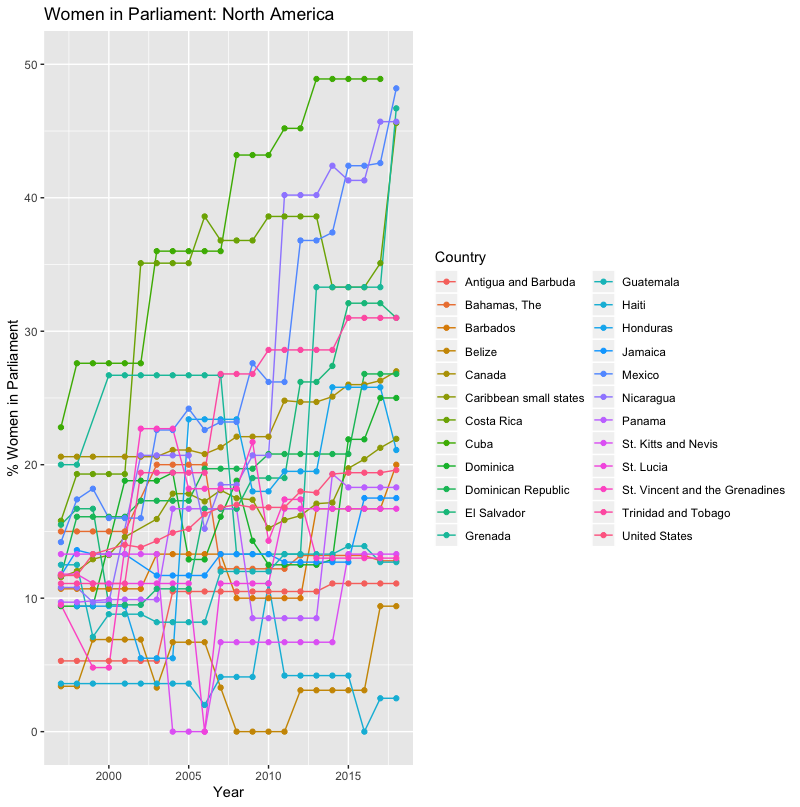 Women in Parliament: North America
% Women in Parliament
50
40
30
20
10
0
2000
2005
2010
2015
Year
Country
Antigua and Barbuda
Bahamas, The
Barbados
Belize
Canada
Caribbean small states
Costa Rica
Cuba
Dominica
Dominican Republic
El Salvador
Grenada
Guatemala
Haiti
Honduras
Jamaica
Mexico
Nicaragua
Panama
St. Kitts and Nevis
St. Lucia
St. Vincent and the Grenadines
Trinidad and Tobago
United States